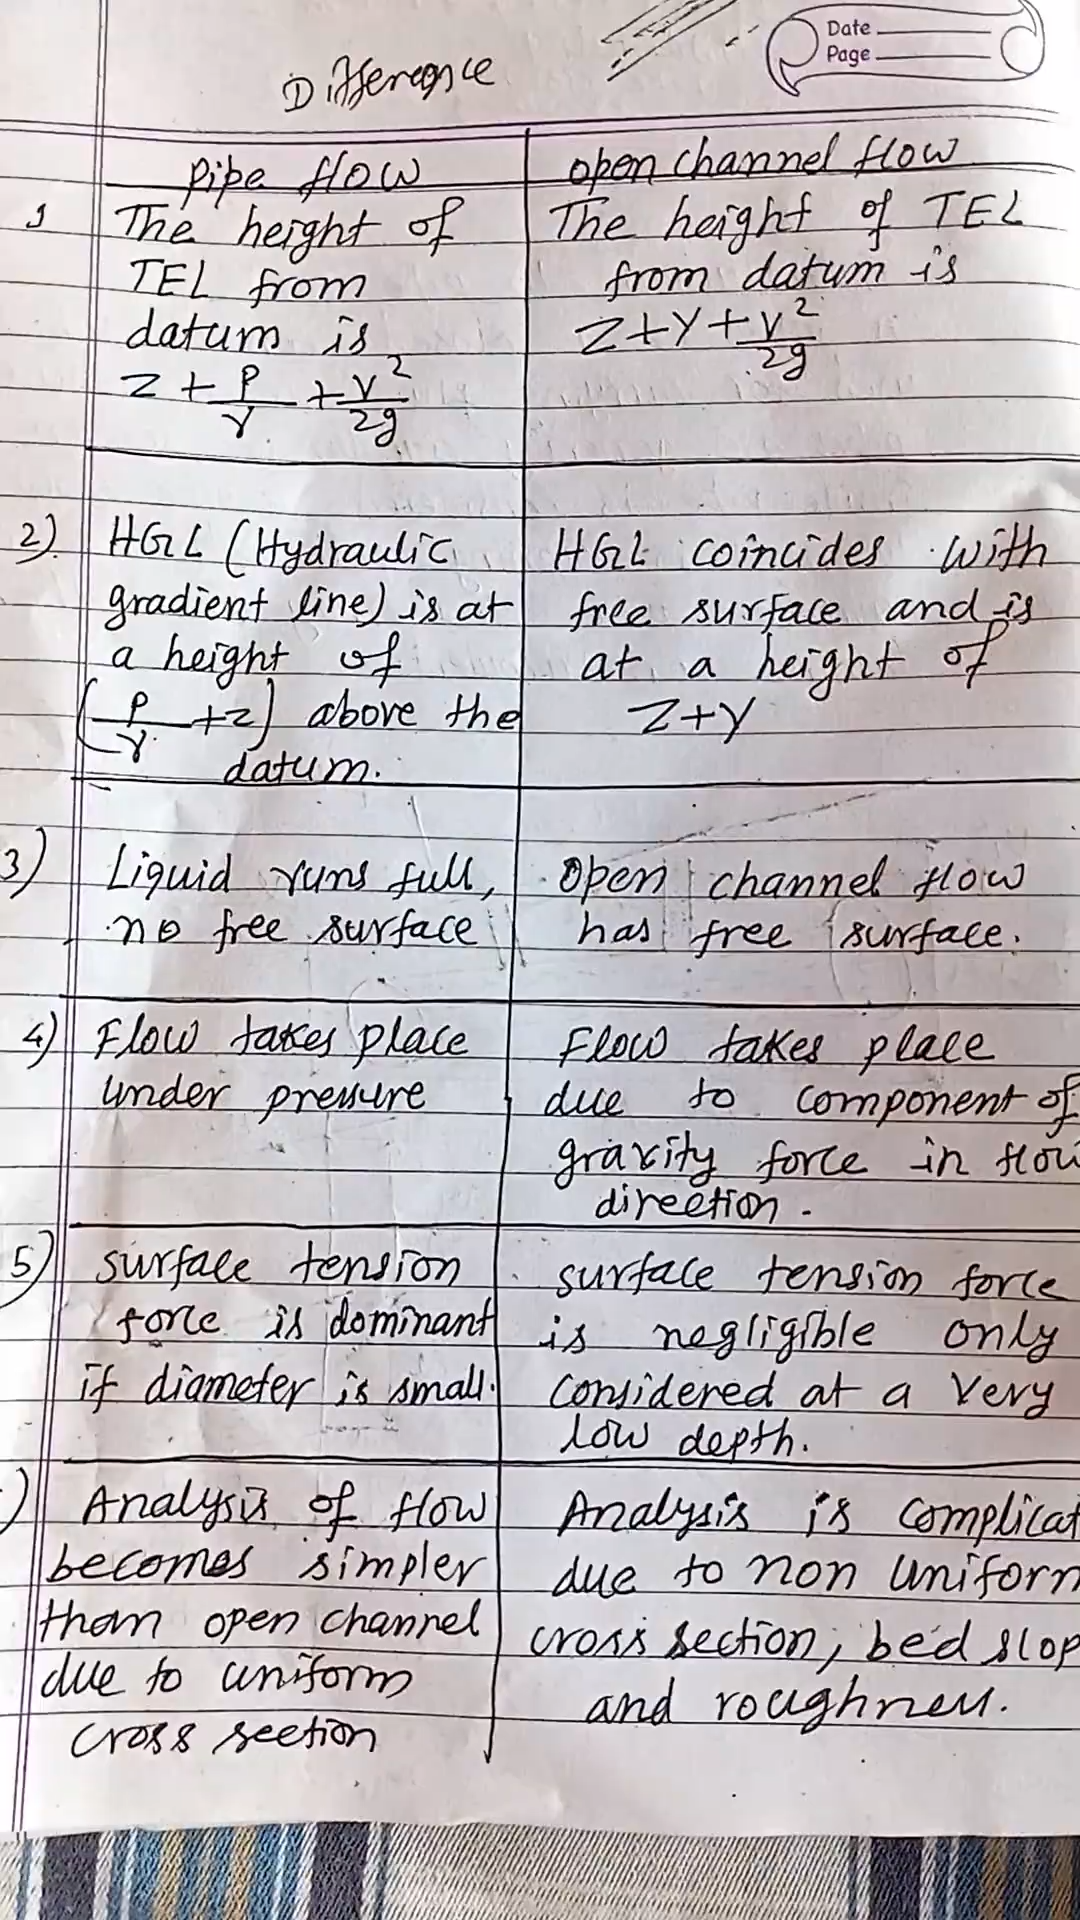 Date
Page
Difference
Pipe flow
open channel flow
1
The height of
TEL from
datum is
Z + P/γ + V²/2g
The height of TEL
from datum is
Z+Y+V²/2g
2)
HGL (Hydraulic
gradient line) is at
a height of
(P/γ +z) above the
datum.
HGL coincides with
free surface and is
at a height of
Z+Y
3)
Liquid runs full,
no free surface
Open channel flow
has free surface.
4)
Flow takes place
under pressure
Flow takes place
due to component of
gravity force in flow
direction.
5)
surface tension
force is dominant
if diameter is small.
surface tension force
is negligible only
considered at a very
low depth.
)
Analysis of flow
becomes simpler
than open channel
due to uniform
cross section
Analysis is complicat
due to non uniform
cross section, bed slop
and roughness.